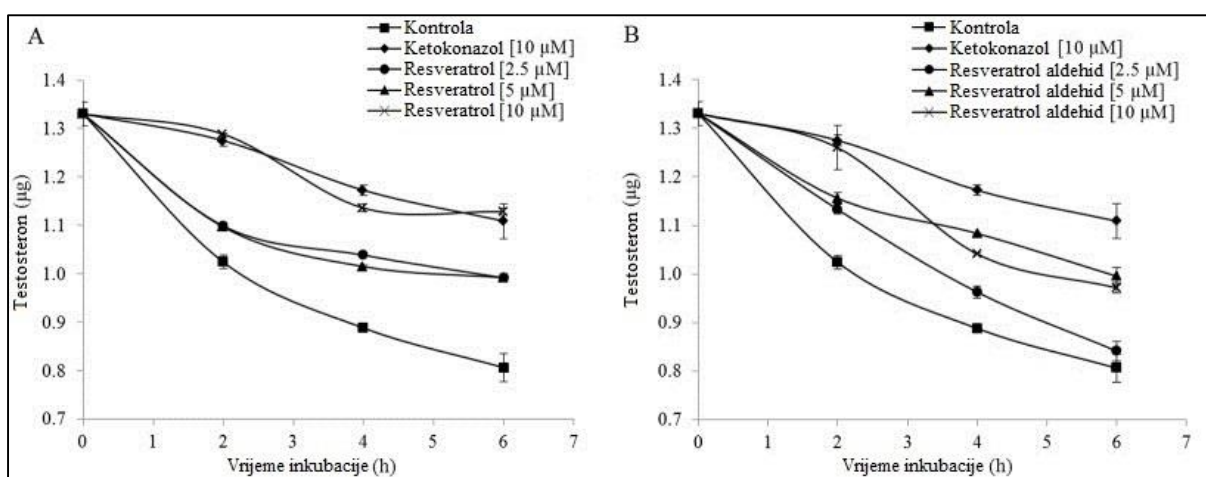 A
Kontrola
Ketokonazol [10 µM]
Resveratrol [2.5 µM]
Resveratrol [5 µM]
Resveratrol [10 µM]
Testosteron (µg)
1.4
1.3
1.2
1.1
1.0
0.9
0.8
0.7
0 1 2 3 4 5 6 7
Vrijeme inkubacije (h)
B
Kontrola
Ketokonazol [10 µM]
Resveratrol aldehid [2.5 µM]
Resveratrol aldehid [5 µM]
Resveratrol aldehid [10 µM]
Testosteron (µg)
1.4
1.3
1.2
1.1
1.0
0.9
0.8
0.7
0 1 2 3 4 5 6 7
Vrijeme inkubacije (h)